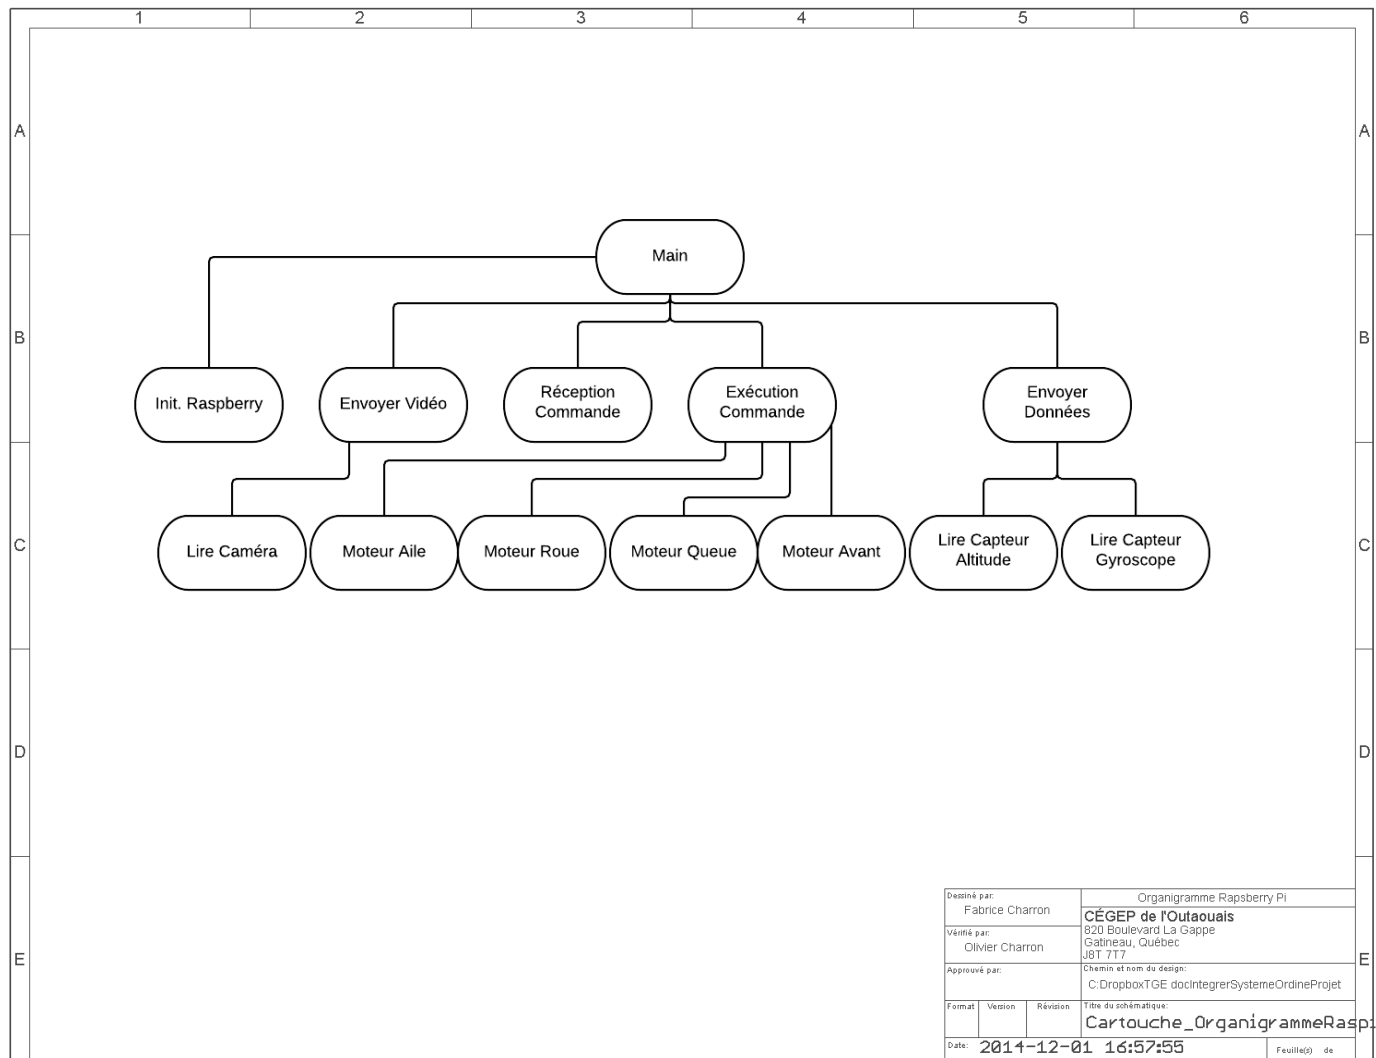 1 2 3 4 5 6
A A
Main
B B
Init. Raspberry
Envoyer Vidéo
Réception
Commande
Exécution
Commande
Envoyer
Données
C C
Lire Caméra
Moteur Aile
Moteur Roue
Moteur Queue
Moteur Avant
Lire Capteur
Altitude
Lire Capteur
Gyroscope
D D
E E
Dessiné par:
Fabrice Charron
Organigramme Rapsberry Pi
CÉGEP de l'Outaouais
820 Boulevard La Gappe
Gatineau, Québec
J8T 7T7
Vérifié par:
Olivier Charron
Approuvé par:
Chemin et nom du design:
C:DropboxTGE docIntegrerSystemeOrdineProjet
Format Version Révision
Titre du schématique:
Cartouche_OrganigrammeRaspi
Date: 2014-12-01 16:57:55
Feuille(s) de